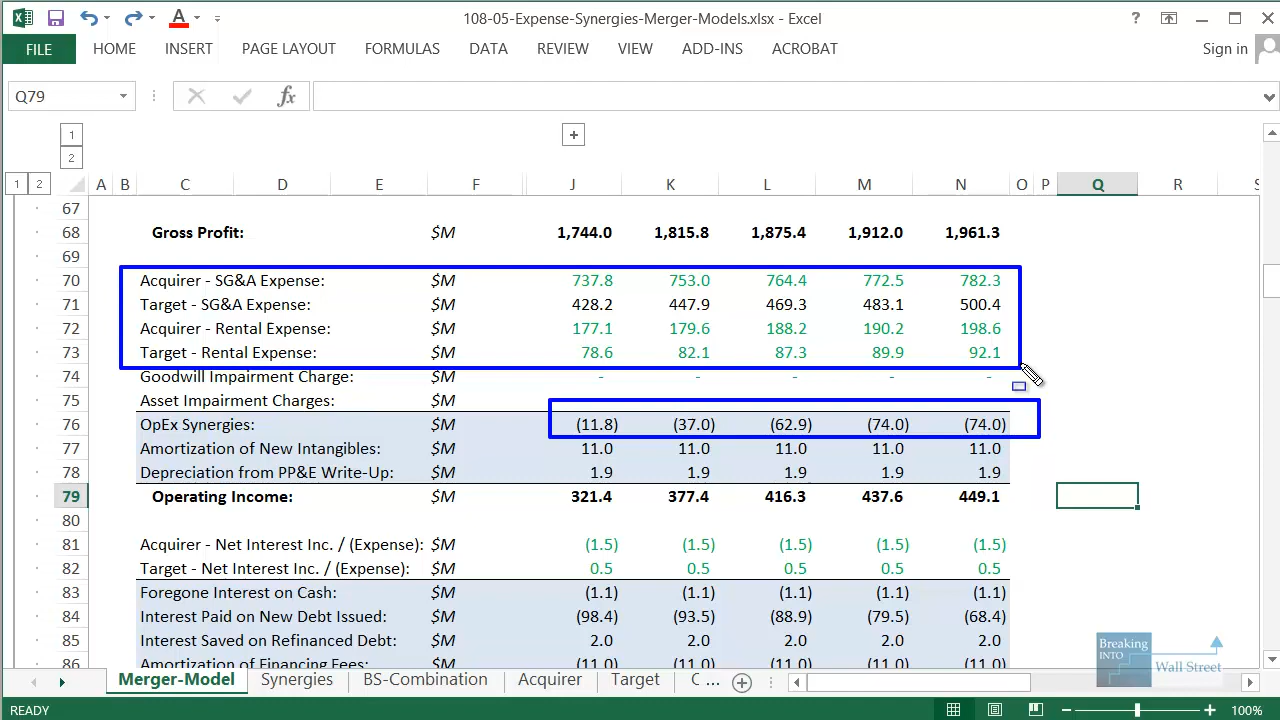 108-05-Expense-Synergies-Merger-Models.xlsx - Excel
FILE HOME INSERT PAGE LAYOUT FORMULAS DATA REVIEW VIEW ADD-INS ACROBAT Sign in
Q79 fx
1
2
1 2 A B C D E F J K L M N O P Q R S
67
68 Gross Profit: $M 1,744.0 1,815.8 1,875.4 1,912.0 1,961.3
69
70 Acquirer - SG&A Expense: $M 737.8 753.0 764.4 772.5 782.3
71 Target - SG&A Expense: $M 428.2 447.9 469.3 483.1 500.4
72 Acquirer - Rental Expense: $M 177.1 179.6 188.2 190.2 198.6
73 Target - Rental Expense: $M 78.6 82.1 87.3 89.9 92.1
74 Goodwill Impairment Charge: $M - - - - -
75 Asset Impairment Charges: $M
76 OpEx Synergies: $M (11.8) (37.0) (62.9) (74.0) (74.0)
77 Amortization of New Intangibles: $M 11.0 11.0 11.0 11.0 11.0
78 Depreciation from PP&E Write-Up: $M 1.9 1.9 1.9 1.9 1.9
79 Operating Income: $M 321.4 377.4 416.3 437.6 449.1
80
81 Acquirer - Net Interest Inc. / (Expense): $M (1.5) (1.5) (1.5) (1.5) (1.5)
82 Target - Net Interest Inc. / (Expense): $M 0.5 0.5 0.5 0.5 0.5
83 Foregone Interest on Cash: $M (1.1) (1.1) (1.1) (1.1) (1.1)
84 Interest Paid on New Debt Issued: $M (98.4) (93.5) (88.9) (79.5) (68.4)
85 Interest Saved on Refinanced Debt: $M 2.0 2.0 2.0 2.0 2.0
86 Amortization of Financing Fees: $M (11.0) (11.0) (11.0) (11.0) (11.0)
Breaking
INTO
Wall Street
Merger-Model Synergies BS-Combination Acquirer Target C ...
READY 100%